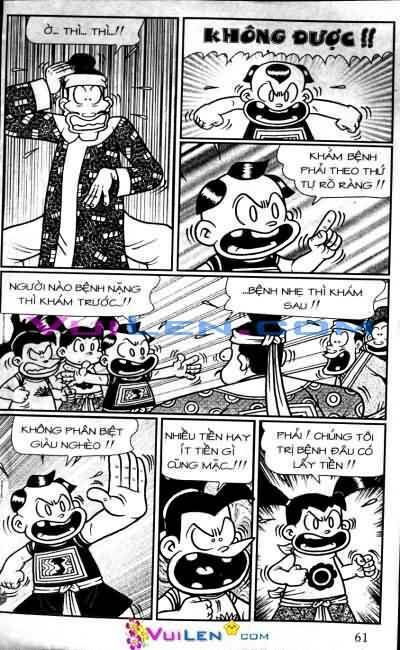 Ờ... THÌ... THÌ...!!
KHÔNG ĐƯỢC!!
KHÁM BỆNH
PHẢI THEO THỨ
TỰ RÕ RÀNG!!
NGƯỜI NÀO BỆNH NẶNG
THÌ KHÁM TRƯỚC...!!
...BỆNH NHẸ THÌ KHÁM
SAU!!
VUILEN.COM
KHÔNG PHÂN BIỆT
GIÀU NGHÈO!!
NHIỀU TIỀN HAY
ÍT TIỀN GÌ
CŨNG MẶC...!!!
PHẢI! CHÚNG TÔI
TRỊ BỆNH ĐÂU CÓ
LẤY TIỀN!!
VUILEN.COM
61